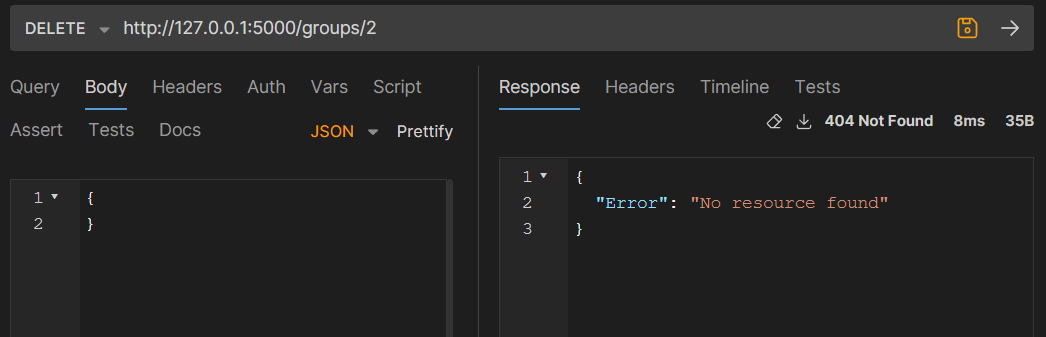 DELETE http://127.0.0.1:5000/groups/2
Query Body Headers Auth Vars Script
Assert Tests Docs JSON Prettify
1 {
2 }
Response Headers Timeline Tests
404 Not Found 8ms 35B
1 {
2 "Error": "No resource found"
3 }